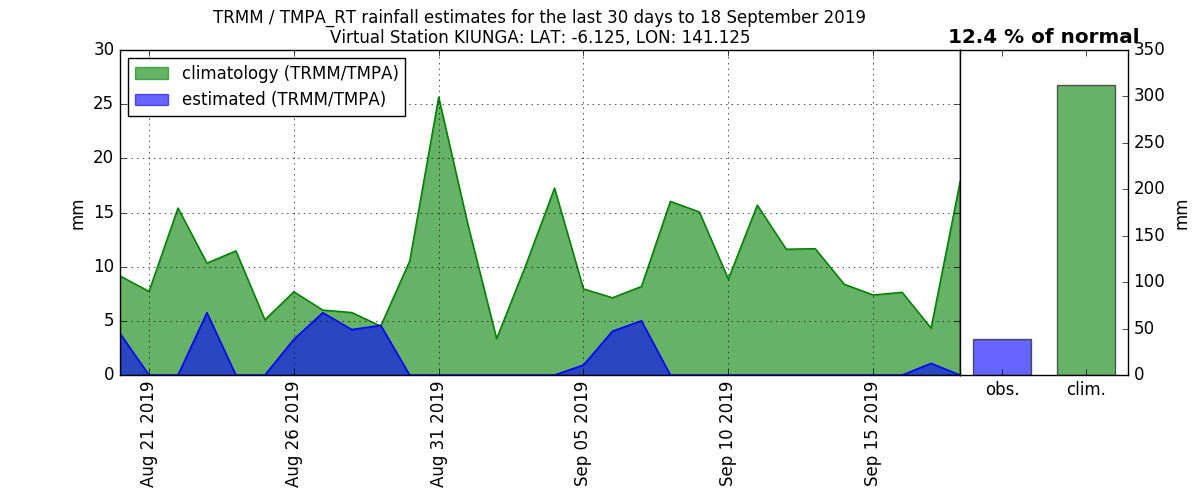 TRMM / TMPA_RT rainfall estimates for the last 30 days to 18 September 2019
Virtual Station KIUNGA: LAT: -6.125, LON: 141.125
12.4 % of normal
climatology (TRMM/TMPA)
estimated (TRMM/TMPA)
mm
30
25
20
15
10
5
0
Aug 21 2019
Aug 26 2019
Aug 31 2019
Sep 05 2019
Sep 10 2019
Sep 15 2019
obs.
clim.
350
300
250
200
150
100
50
0
mm